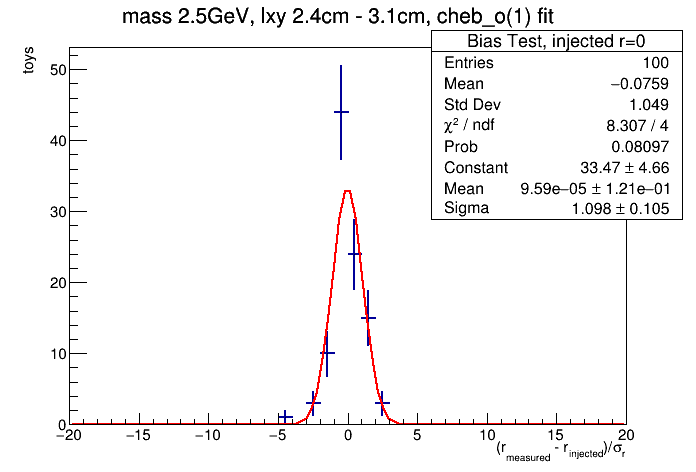 mass 2.5GeV, lxy 2.4cm - 3.1cm, cheb_o(1) fit
Bias Test, injected r=0
Entries 100
Mean −0.0759
Std Dev 1.049
χ² / ndf 8.307 / 4
Prob 0.08097
Constant 33.47 ± 4.66
Mean 9.59e−05 ± 1.21e−01
Sigma 1.098 ± 0.105
toys
50
40
30
20
10
0
−20 −15 −10 −5 0 5 10 15 20
(r_measured - r_injected)/σ_r